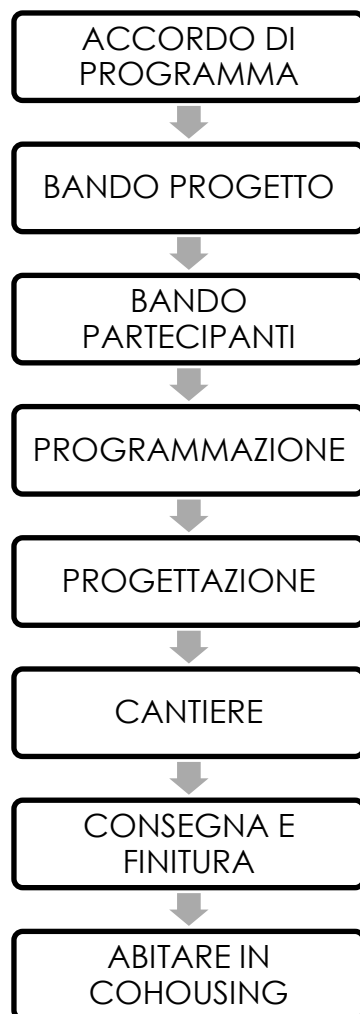 ACCORDO DI
PROGRAMMA
BANDO PROGETTO
BANDO
PARTECIPANTI
PROGRAMMAZIONE
PROGETTAZIONE
CANTIERE
CONSEGNA E
FINITURA
ABITARE IN
COHOUSING